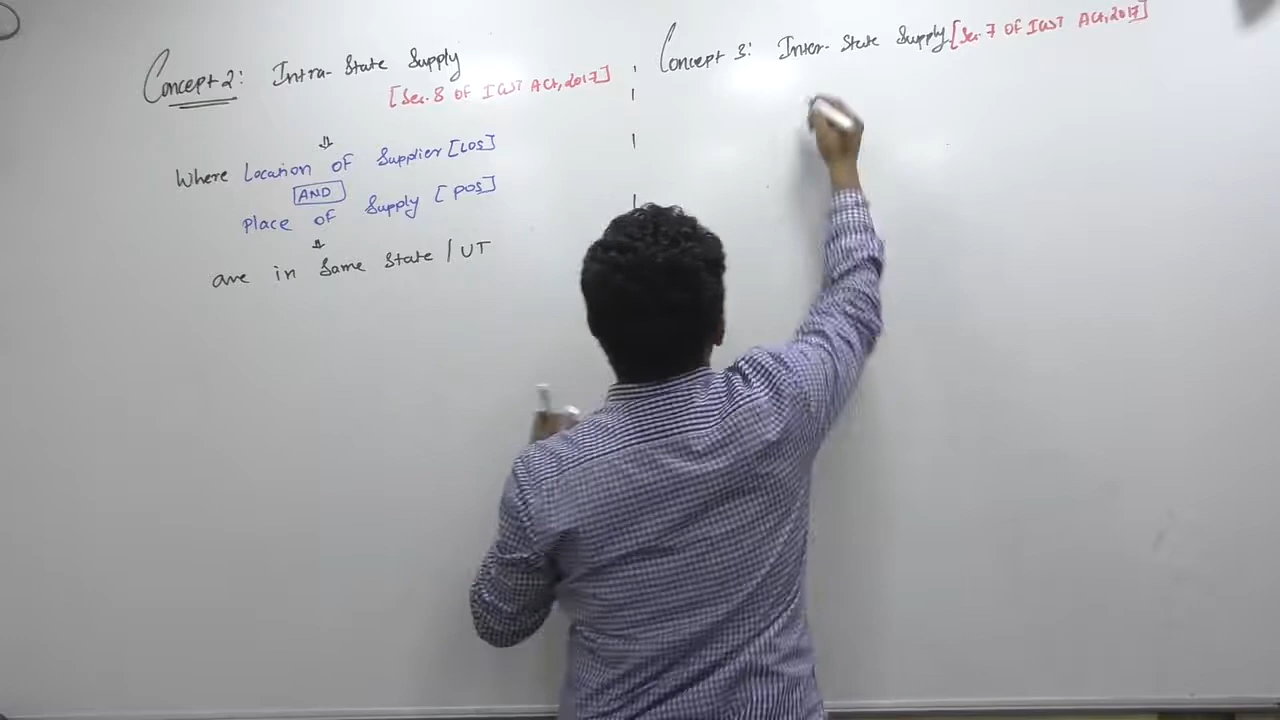 Concept 2: Intra-State Supply
[Sec. 8 OF IGST Act, 2017]
⇓
Where Location of Supplier [LOS]
AND
Place of Supply [POS]
⇓
are in Same State / UT
Concept 3: Inter-State Supply [Sec. 7 OF IGST Act, 2017]